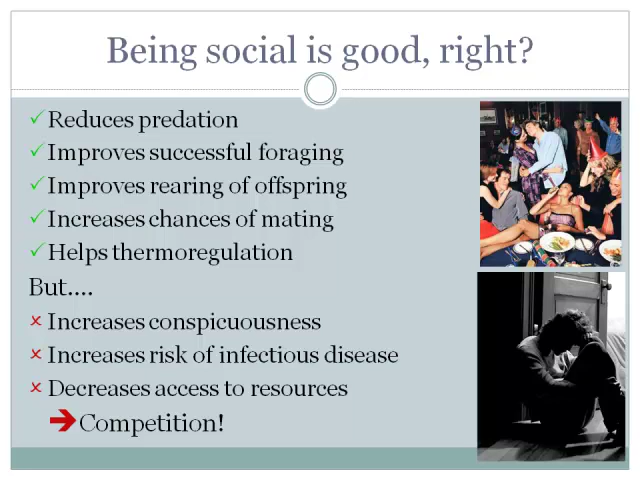 Being social is good, right?
✓Reduces predation
✓Improves successful foraging
✓Improves rearing of offspring
✓Increases chances of mating
✓Helps thermoregulation
But....
×Increases conspicuousness
×Increases risk of infectious disease
×Decreases access to resources
➔Competition!